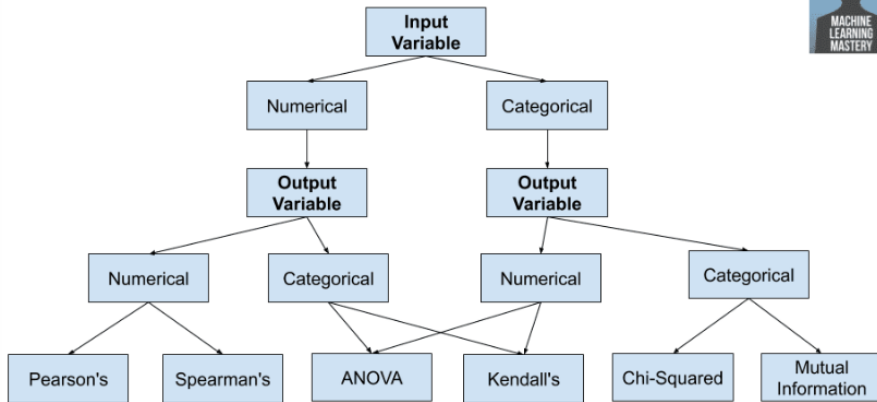 Input
Variable
MACHINE
LEARNING
MASTERY
Numerical
Categorical
Output
Variable
Output
Variable
Numerical
Categorical
Numerical
Categorical
Pearson's
Spearman's
ANOVA
Kendall's
Chi-Squared
Mutual
Information